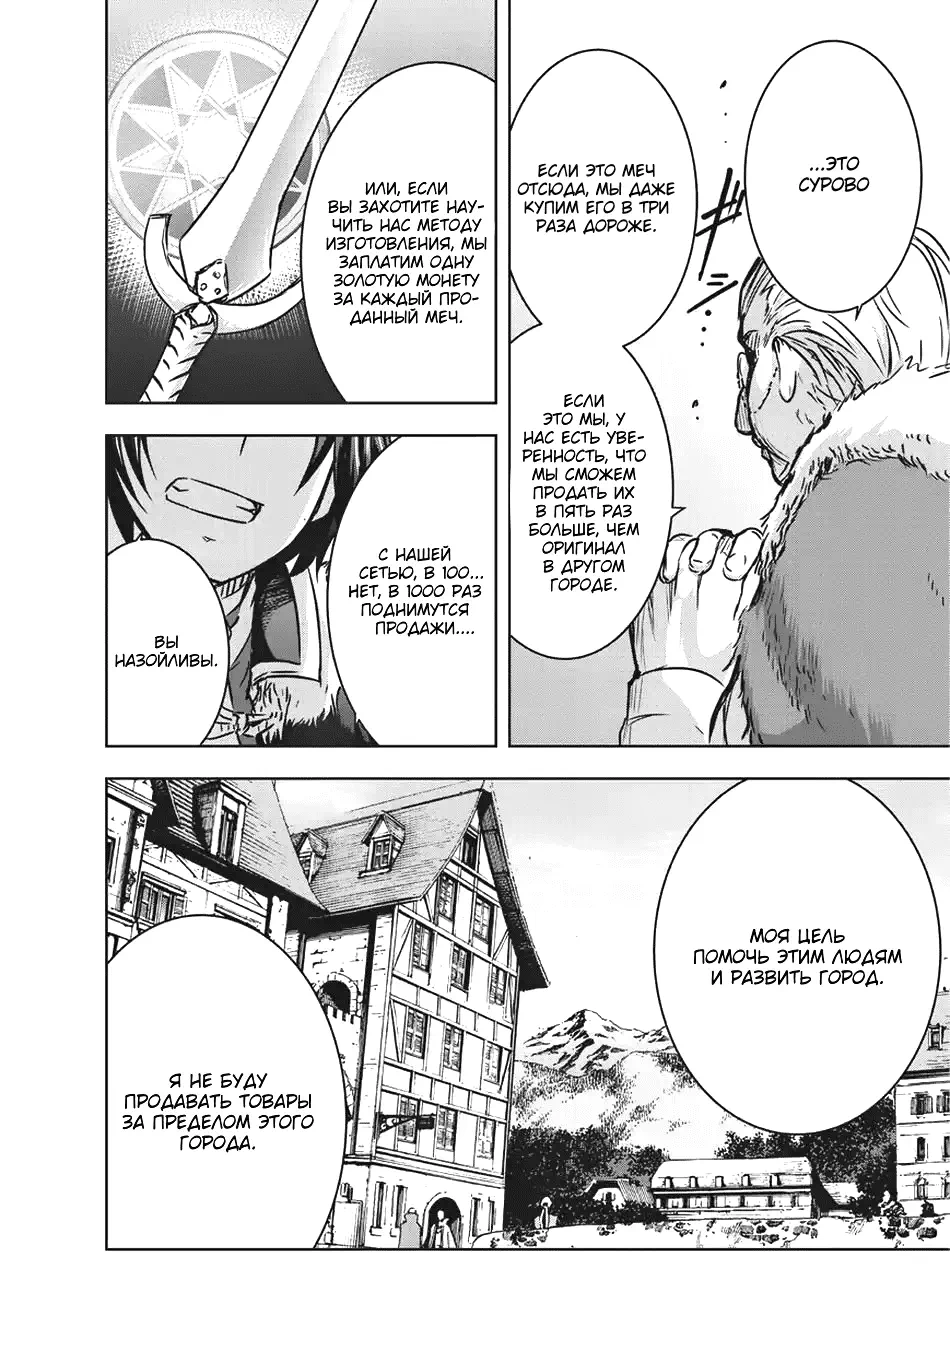 ...ЭТО
СУРОВО
ЕСЛИ ЭТО МЕЧ
ОТСЮДА, МЫ ДАЖЕ
КУПИМ ЕГО В ТРИ
РАЗА ДОРОЖЕ.
ЕСЛИ
ЭТО МЫ, У
НАС ЕСТЬ УВЕ-
РЕННОСТЬ, ЧТО
МЫ СМОЖЕМ
ПРОДАТЬ ИХ
В ПЯТЬ РАЗ
БОЛЬШЕ, ЧЕМ
ОРИГИНАЛ
В ДРУГОМ
ГОРОДЕ.
ИЛИ, ЕСЛИ
ВЫ ЗАХОТИТЕ НАУ-
ЧИТЬ НАС МЕТОДУ
ИЗГОТОВЛЕНИЯ, МЫ
ЗАПЛАТИМ ОДНУ
ЗОЛОТУЮ МОНЕТУ
ЗА КАЖДЫЙ ПРО-
ДАННЫЙ МЕЧ.
С НАШЕЙ
СЕТЬЮ, В 100...
НЕТ, В 1000 РАЗ
ПОДНИМУТСЯ
ПРОДАЖИ....
ВЫ
НАЗОЙЛИВЫ.
МОЯ ЦЕЛЬ
ПОМОЧЬ ЭТИМ ЛЮДЯМ
И РАЗВИТЬ ГОРОД.
Я НЕ БУДУ
ПРОДАВАТЬ ТОВАРЫ
ЗА ПРЕДЕЛОМ ЭТОГО
ГОРОДА.